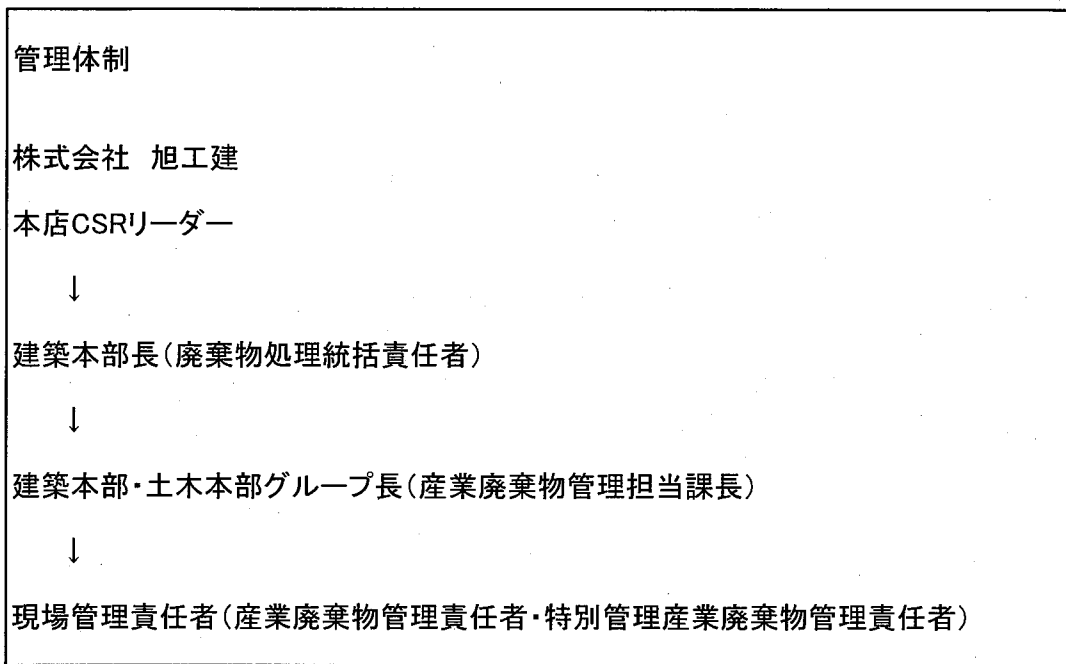 管理体制
株式会社 旭工建
本店CSRリーダー
↓
建築本部長(廃棄物処理統括責任者)
↓
建築本部・土木本部グループ長(産業廃棄物管理担当課長)
↓
現場管理責任者(産業廃棄物管理責任者・特別管理産業廃棄物管理責任者)